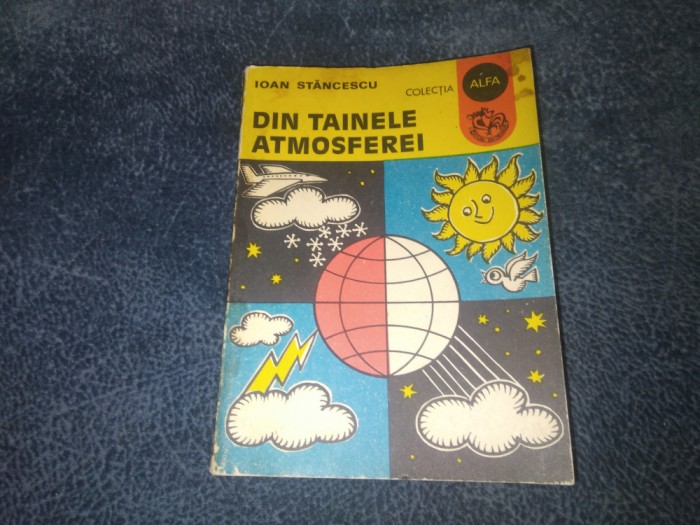 IOAN STĂNCESCU
COLECȚIA
ALFA
DIN TAINELE
ATMOSFEREI